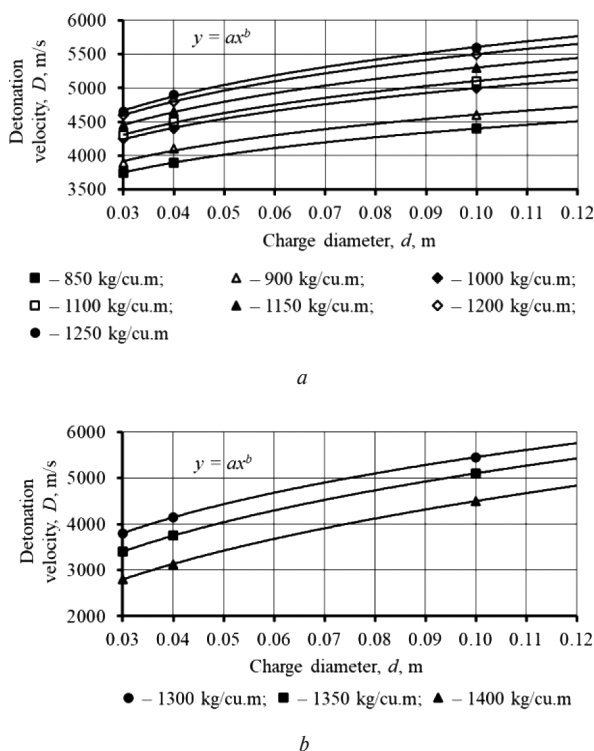 6000
5500
5000
4500
4000
3500
Detonation
velocity, D, m/s
y = ax^b
0.03 0.04 0.05 0.06 0.07 0.08 0.09 0.10 0.11 0.12
Charge diameter, d, m
– 850 kg/cu.m; – 900 kg/cu.m; – 1000 kg/cu.m;
– 1100 kg/cu.m; – 1150 kg/cu.m; – 1200 kg/cu.m;
– 1250 kg/cu.m
a
6000
5000
4000
3000
2000
Detonation
velocity, D, m/s
y = ax^b
0.03 0.04 0.05 0.06 0.07 0.08 0.09 0.10 0.11 0.12
Charge diameter, d, m
– 1300 kg/cu.m; – 1350 kg/cu.m; – 1400 kg/cu.m
b